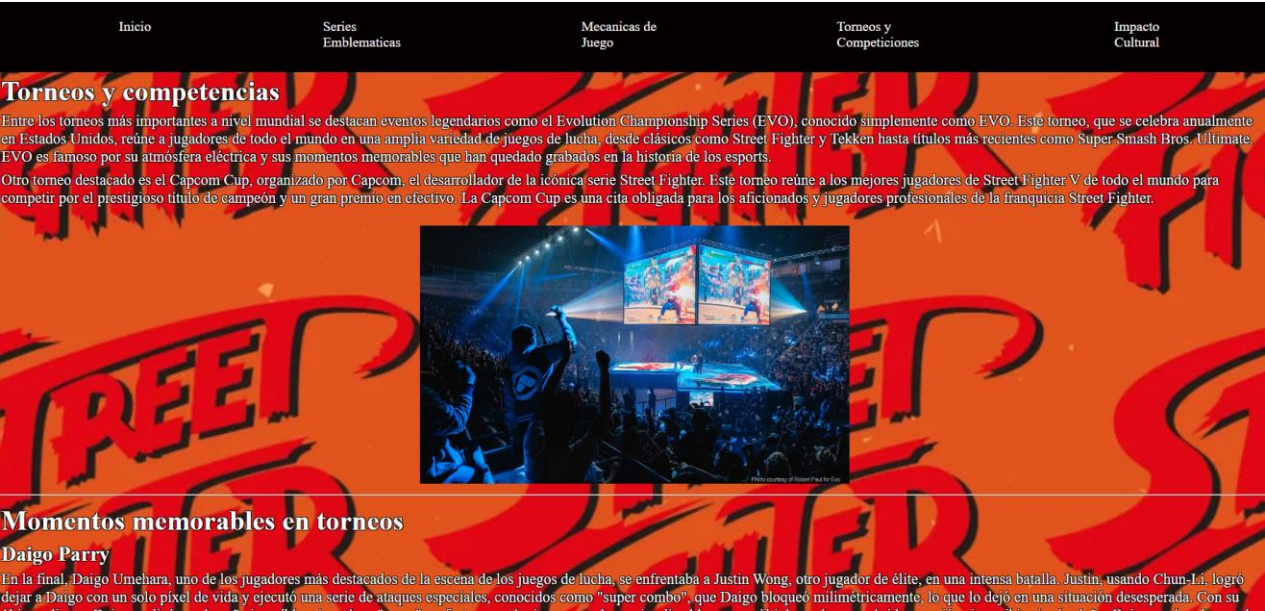 Inicio
Series
Emblematicas
Mecanicas de
Juego
Torneos y
Competiciones
Impacto
Cultural
Torneos y competencias
Entre los torneos más importantes a nivel mundial se destacan eventos legendarios como el Evolution Championship Series (EVO), conocido simplemente como EVO. Este torneo, que se celebra anualmente
en Estados Unidos, reúne a jugadores de todo el mundo en una amplia variedad de juegos de lucha, desde clásicos como Street Fighter y Tekken hasta títulos más recientes como Super Smash Bros. Ultimate.
EVO es famoso por su atmósfera eléctrica y sus momentos memorables que han quedado grabados en la historia de los esports.
Otro torneo destacado es el Capcom Cup, organizado por Capcom, el desarrollador de la icónica serie Street Fighter. Este torneo reúne a los mejores jugadores de Street Fighter V de todo el mundo para
competir por el prestigioso título de campeón y un gran premio en efectivo. La Capcom Cup es una cita obligada para los aficionados y jugadores profesionales de la franquicia Street Fighter.
Photo courtesy of Robert Paul for Evo
STREET
FIGHTER
Momentos memorables en torneos
Daigo Parry
En la final, Daigo Umehara, uno de los jugadores más destacados de la escena de los juegos de lucha, se enfrentaba a Justin Wong, otro jugador de élite, en una intensa batalla. Justin, usando Chun-Li, logró
dejar a Daigo con un solo píxel de vida y ejecutó una serie de ataques especiales, conocidos como "super combo", que Daigo bloqueó milimétricamente, lo que lo dejó en una situación desesperada. Con su